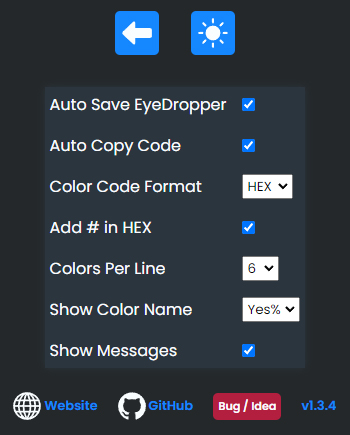 Auto Save EyeDropper
Auto Copy Code
Color Code Format HEX
Add # in HEX
Colors Per Line 6
Show Color Name Yes%
Show Messages
Website GitHub Bug / Idea v1.3.4